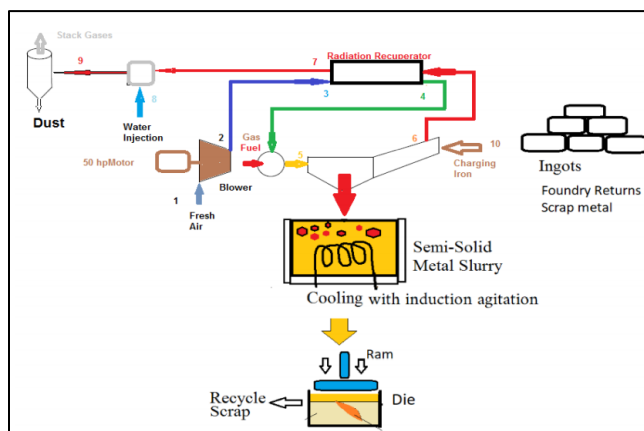 Stack Gases
9
7
Radiation Recuperator
8
3
4
Dust
Water
Injection
2
Gas
Fuel
5
6
10
50 hpMotor
Blower
Charging
Iron
1
Fresh
Air
Ingots
Foundry Returns
Scrap metal
Semi-Solid
Metal Slurry
Cooling with induction agitation
Ram
Recycle
Scrap
Die